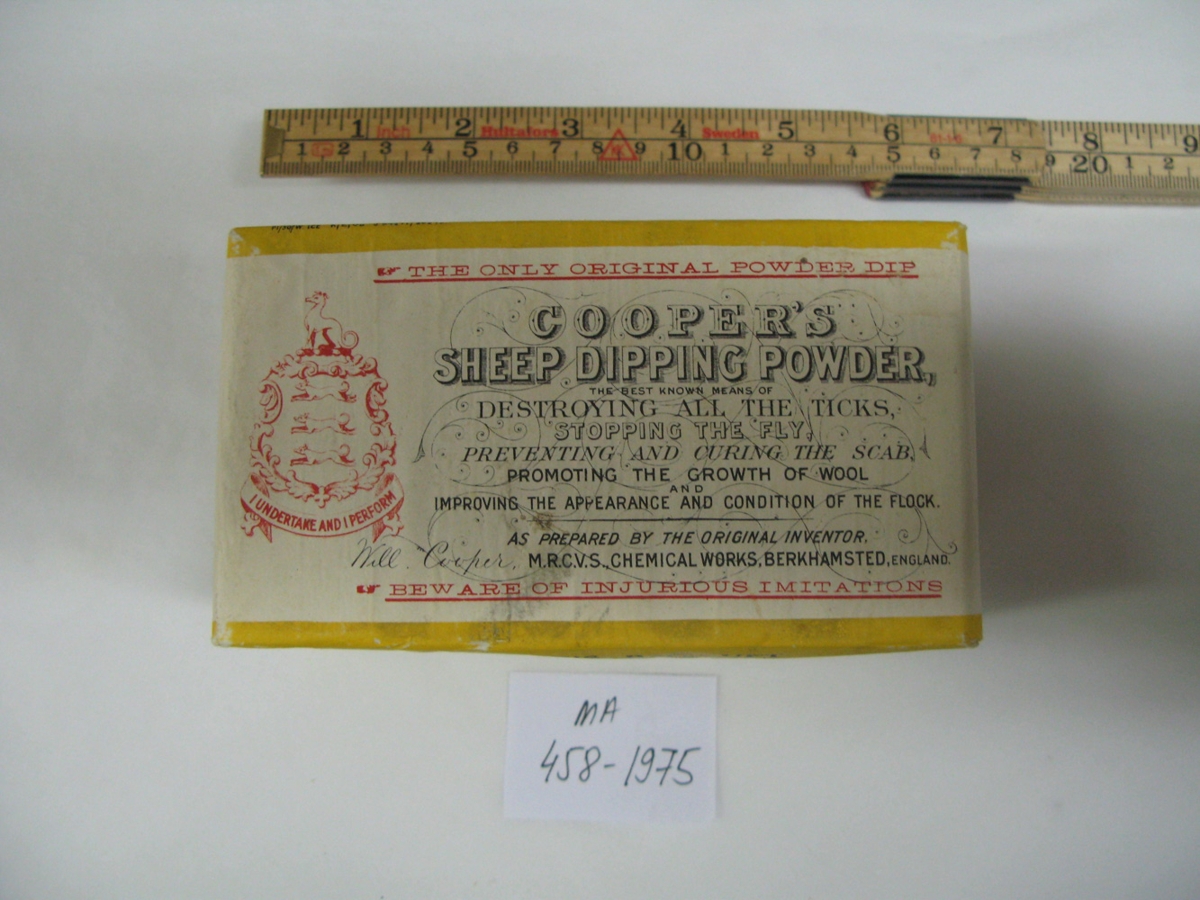 1 inch 2 Hultafors 3 4 Sweden 5 6 7 8 9
1 2 3 4 5 6 7 8 9 10 1 2 3 4 5 6 7 8 9 20 1 2
THE ONLY ORIGINAL POWDER DIP
COOPER'S
SHEEP DIPPING POWDER,
THE BEST KNOWN MEANS OF
DESTROYING ALL THE TICKS,
STOPPING THE FLY,
PREVENTING AND CURING THE SCAB,
PROMOTING THE GROWTH OF WOOL
AND
IMPROVING THE APPEARANCE AND CONDITION OF THE FLOCK.
I UNDERTAKE AND I PERFORM
AS PREPARED BY THE ORIGINAL INVENTOR,
Will. Cooper, M.R.C.V.S., CHEMICAL WORKS, BERKHAMSTED, ENGLAND.
BEWARE OF INJURIOUS IMITATIONS
MA
458-1975